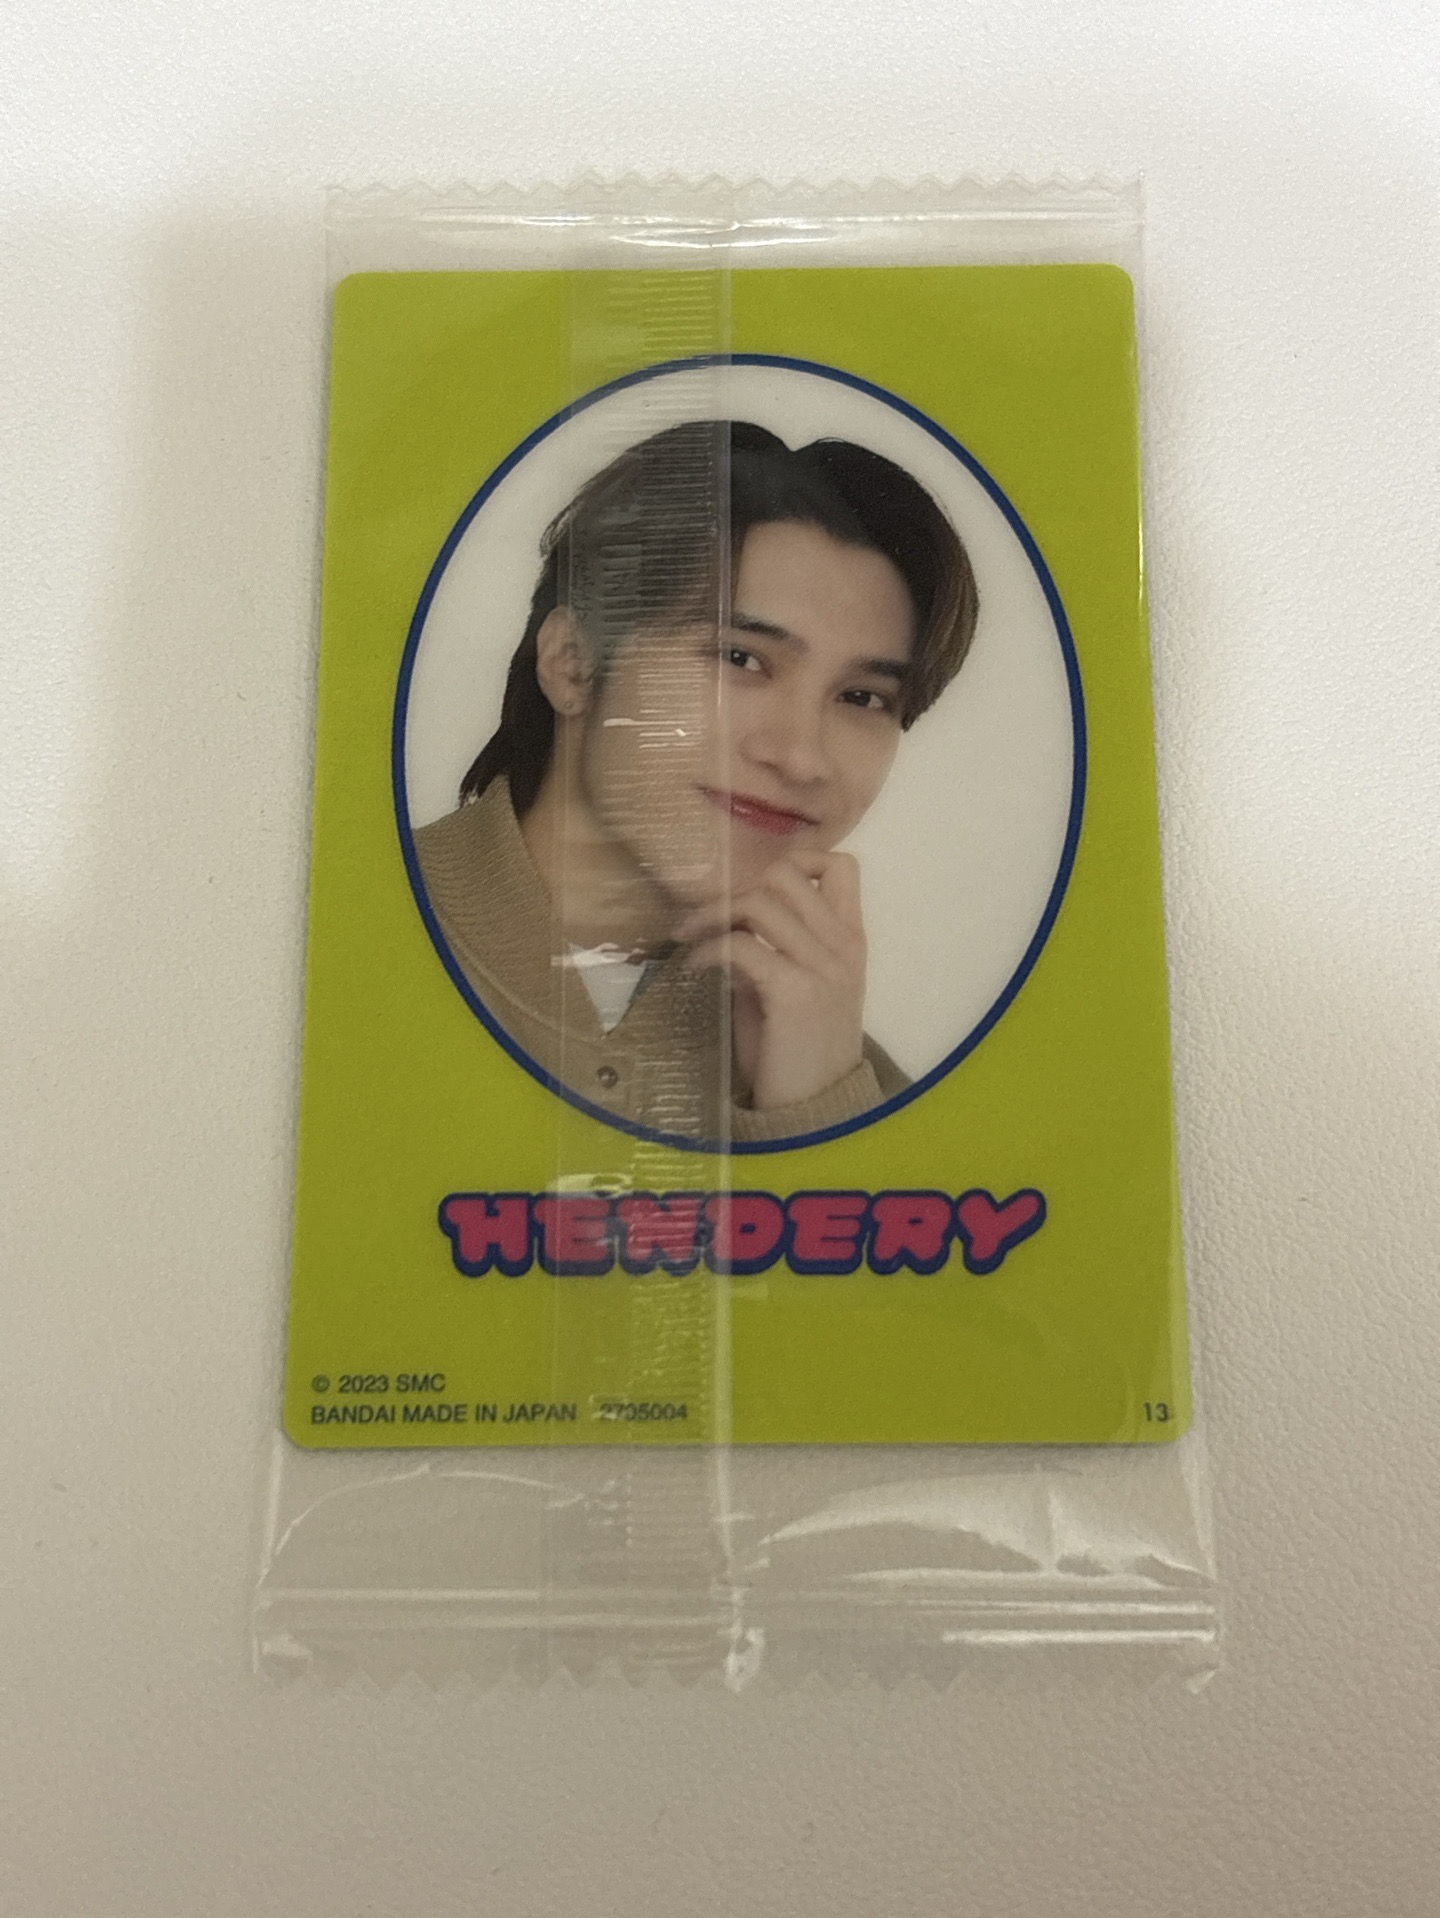 HENDERY
© 2023 SMC
BANDAI MADE IN JAPAN 2705004
13